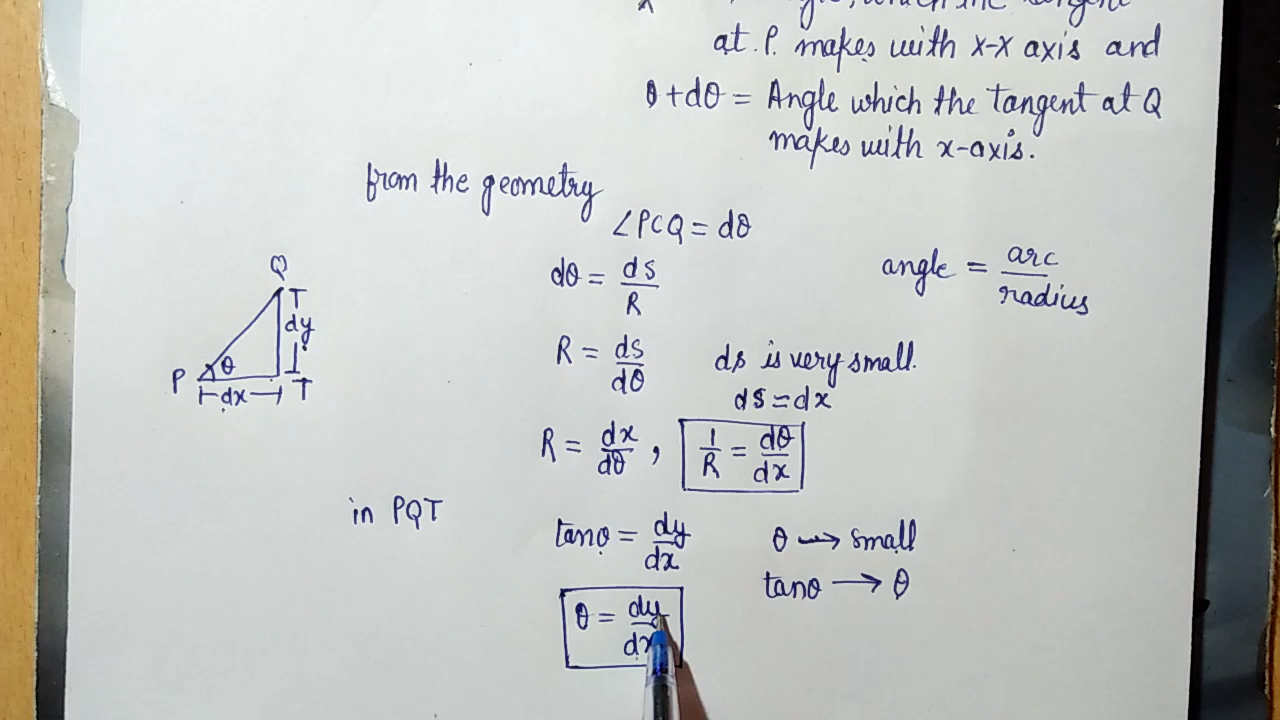 at P. makes with x-x axis and
θ+dθ = Angle which the tangent at Q
makes with x-axis.
from the geometry
∠PCQ = dθ
dθ = ds/R
angle = arc/radius
Q
T
dy
θ
P
dx
T
R = ds/dθ
ds is very small.
ds = dx
R = dx/dθ , 1/R = dθ/dx
in PQT
tanθ = dy/dx
θ → small
tanθ → θ
θ = dy/dx